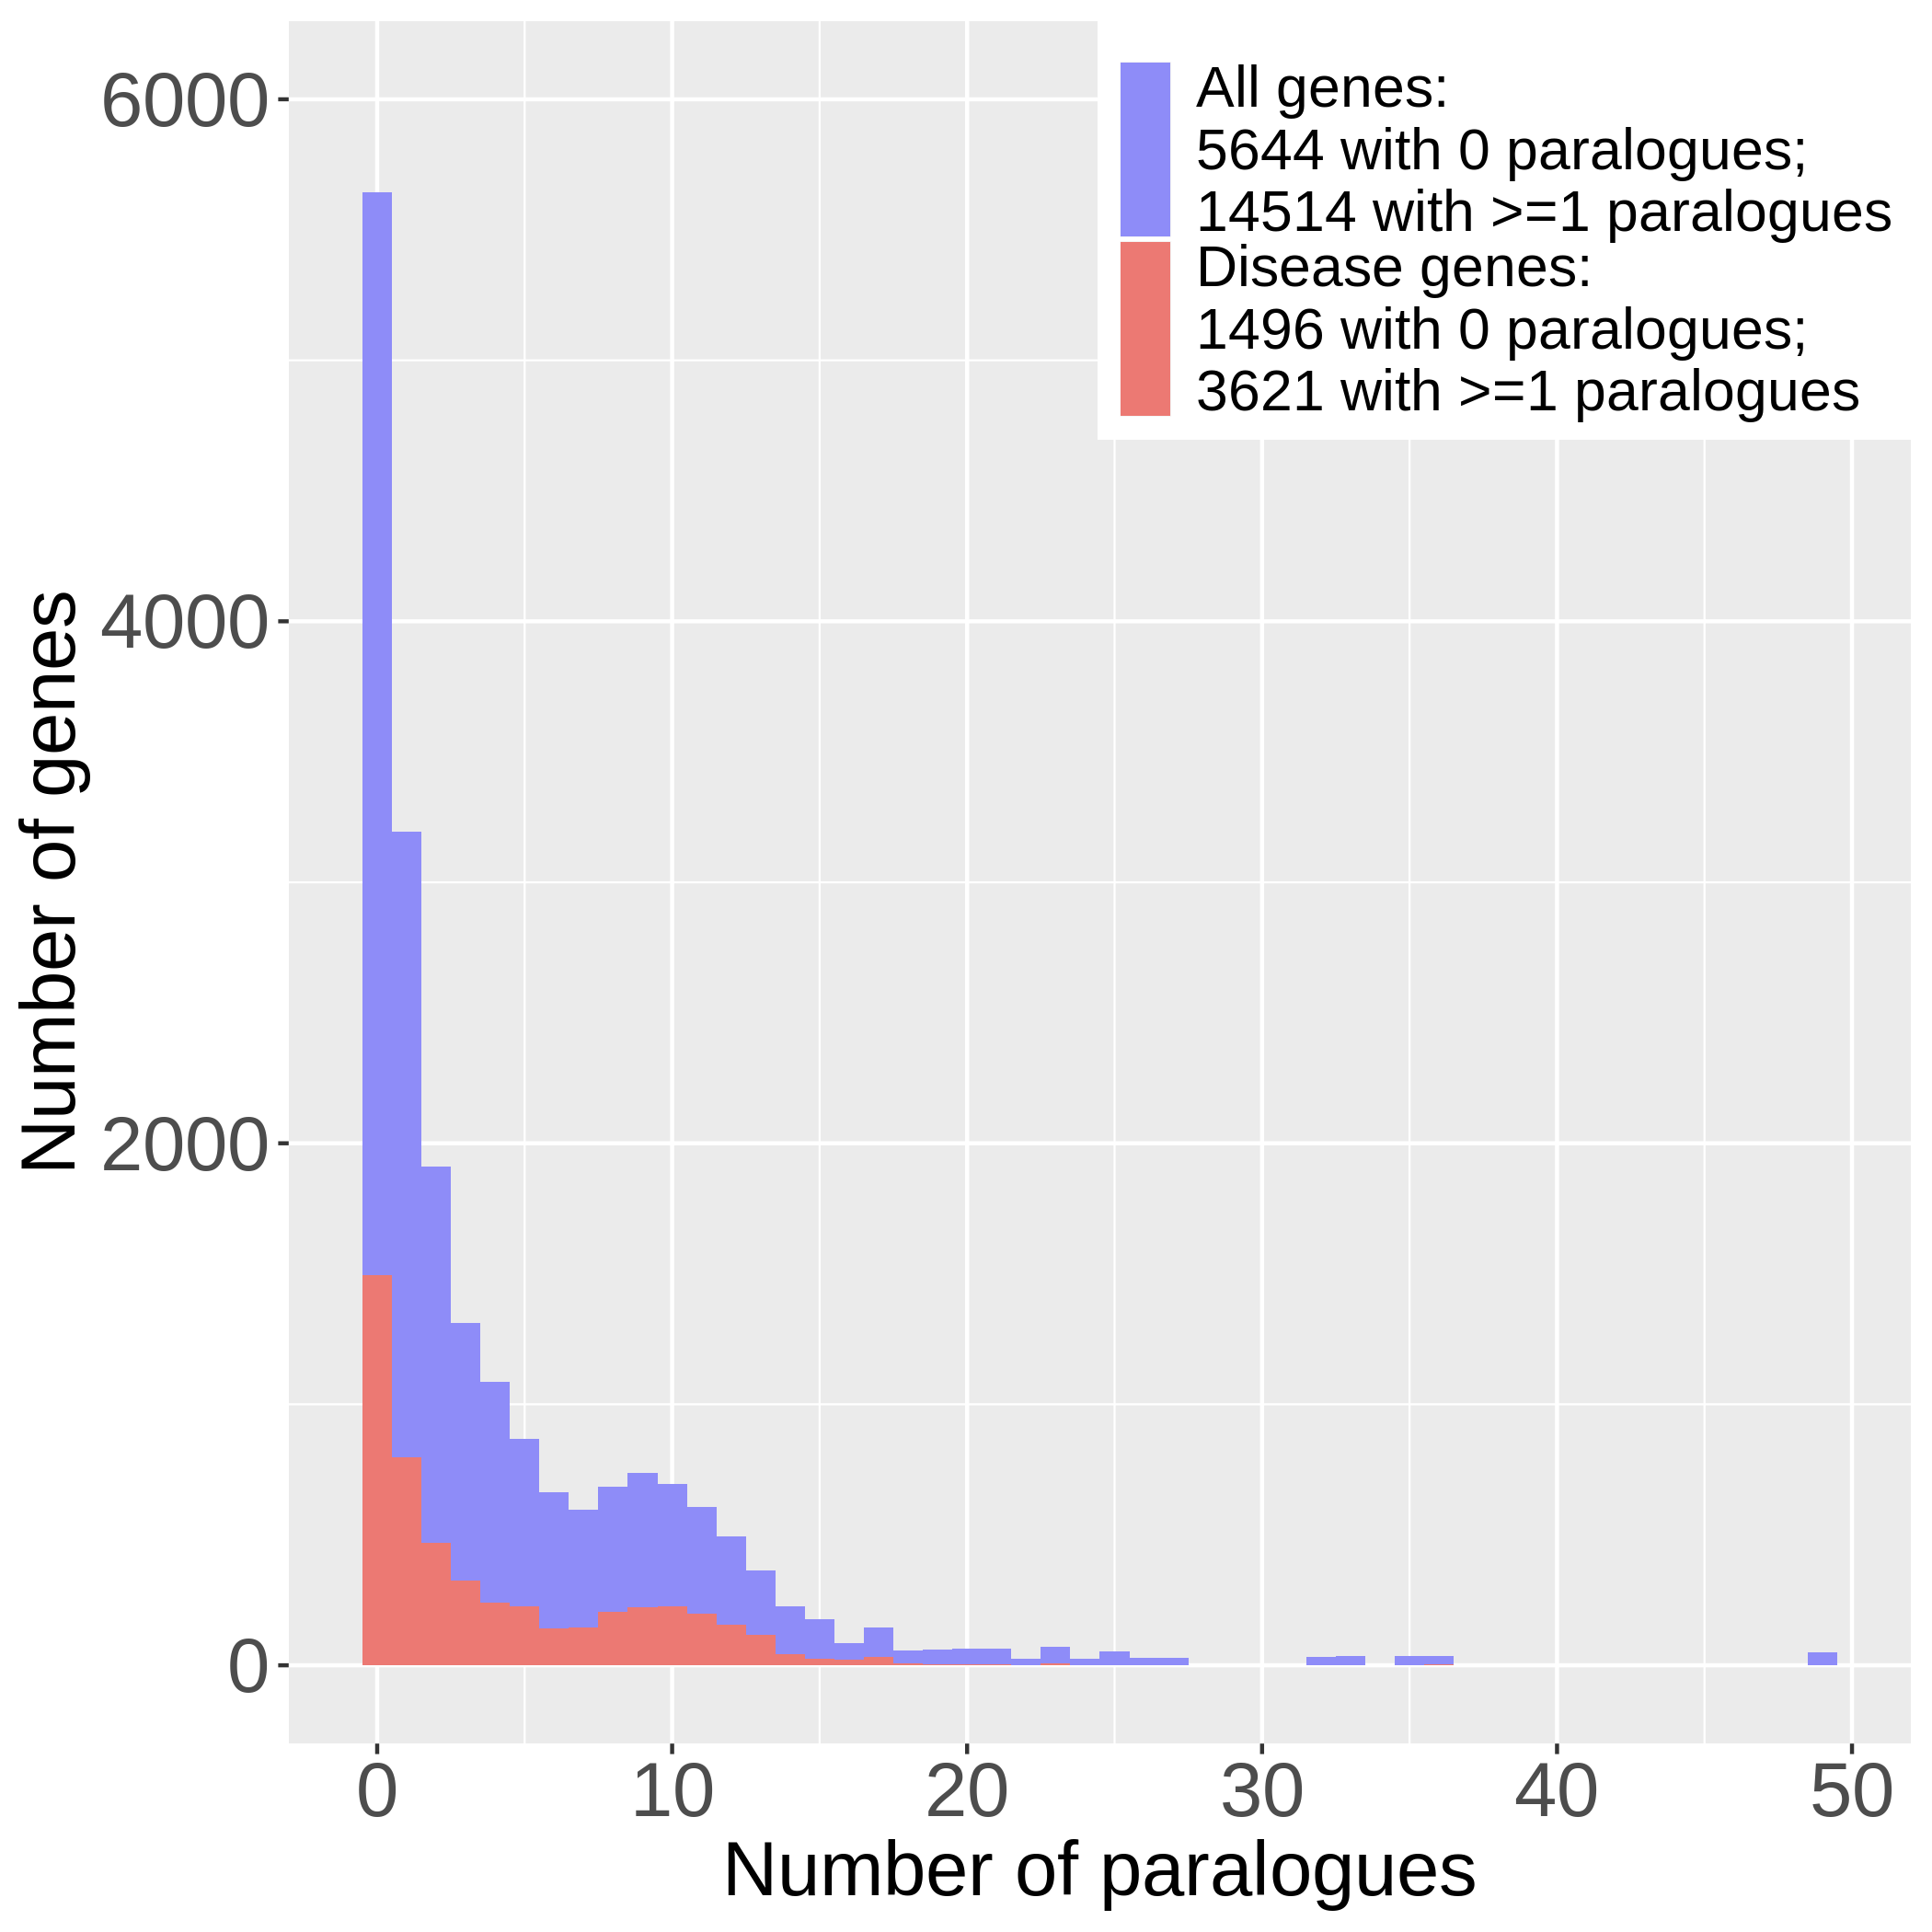 All genes:
5644 with 0 paralogues;
14514 with >=1 paralogues
Disease genes:
1496 with 0 paralogues;
3621 with >=1 paralogues
6000
4000
2000
0
Number of genes
0 10 20 30 40 50
Number of paralogues